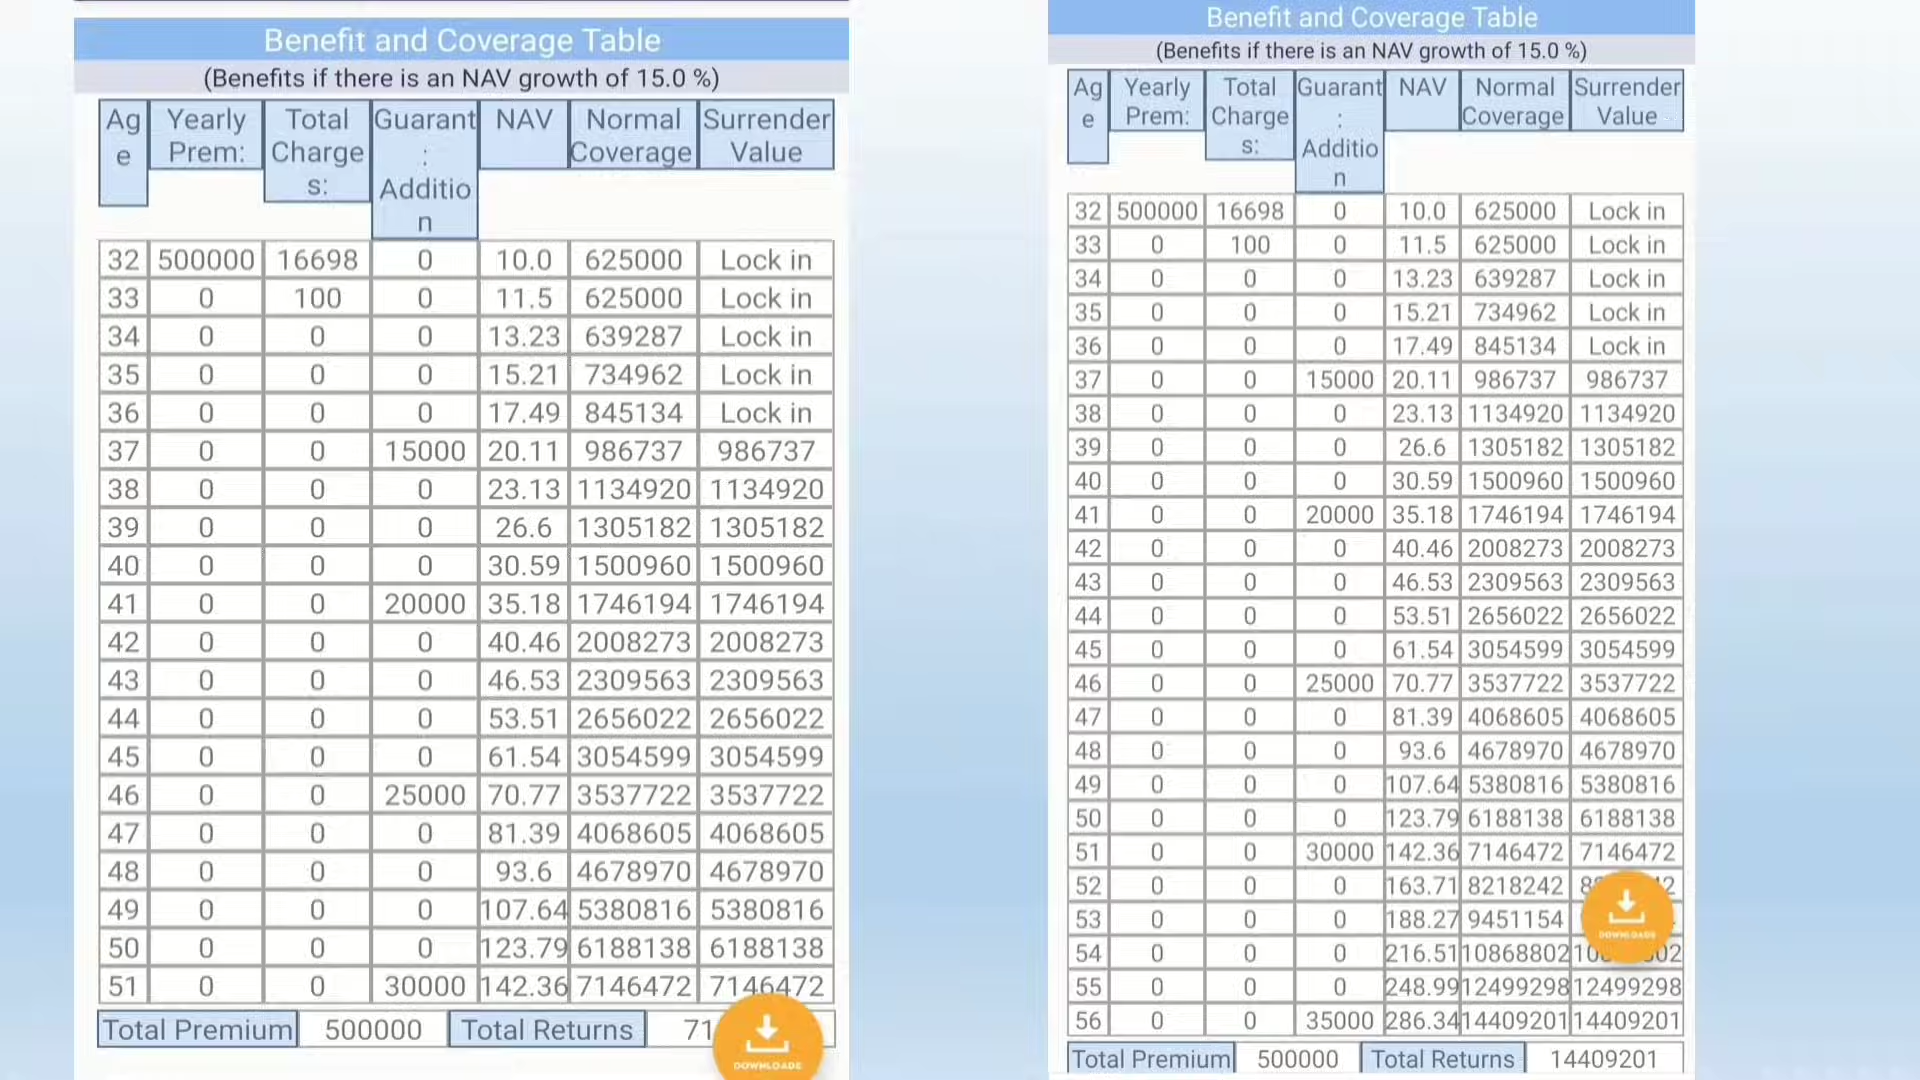 Benefit and Coverage Table
(Benefits if there is an NAV growth of 15.0 %)
Age Yearly Prem: Total Charges: Guarant: Addition NAV Normal Coverage Surrender Value
32 500000 16698 0 10.0 625000 Lock in
33 0 100 0 11.5 625000 Lock in
34 0 0 0 13.23 639287 Lock in
35 0 0 0 15.21 734962 Lock in
36 0 0 0 17.49 845134 Lock in
37 0 0 15000 20.11 986737 986737
38 0 0 0 23.13 1134920 1134920
39 0 0 0 26.6 1305182 1305182
40 0 0 0 30.59 1500960 1500960
41 0 0 20000 35.18 1746194 1746194
42 0 0 0 40.46 2008273 2008273
43 0 0 0 46.53 2309563 2309563
44 0 0 0 53.51 2656022 2656022
45 0 0 0 61.54 3054599 3054599
46 0 0 25000 70.77 3537722 3537722
47 0 0 0 81.39 4068605 4068605
48 0 0 0 93.6 4678970 4678970
49 0 0 0 107.64 5380816 5380816
50 0 0 0 123.79 6188138 6188138
51 0 0 30000 142.36 7146472 7146472
Total Premium 500000 Total Returns 71
DOWNLOADS
Benefit and Coverage Table
(Benefits if there is an NAV growth of 15.0 %)
Age Yearly Prem: Total Charges: Guarant: Addition NAV Normal Coverage Surrender Value
32 500000 16698 0 10.0 625000 Lock in
33 0 100 0 11.5 625000 Lock in
34 0 0 0 13.23 639287 Lock in
35 0 0 0 15.21 734962 Lock in
36 0 0 0 17.49 845134 Lock in
37 0 0 15000 20.11 986737 986737
38 0 0 0 23.13 1134920 1134920
39 0 0 0 26.6 1305182 1305182
40 0 0 0 30.59 1500960 1500960
41 0 0 20000 35.18 1746194 1746194
42 0 0 0 40.46 2008273 2008273
43 0 0 0 46.53 2309563 2309563
44 0 0 0 53.51 2656022 2656022
45 0 0 0 61.54 3054599 3054599
46 0 0 25000 70.77 3537722 3537722
47 0 0 0 81.39 4068605 4068605
48 0 0 0 93.6 4678970 4678970
49 0 0 0 107.64 5380816 5380816
50 0 0 0 123.79 6188138 6188138
51 0 0 30000 142.36 7146472 7146472
52 0 0 0 163.71 8218242
53 0 0 0 188.27 9451154
54 0 0 0 216.51 10868802
55 0 0 0 248.99 12499298 12499298
56 0 0 35000 286.34 14409201 14409201
Total Premium 500000 Total Returns 14409201
DOWNLOADS